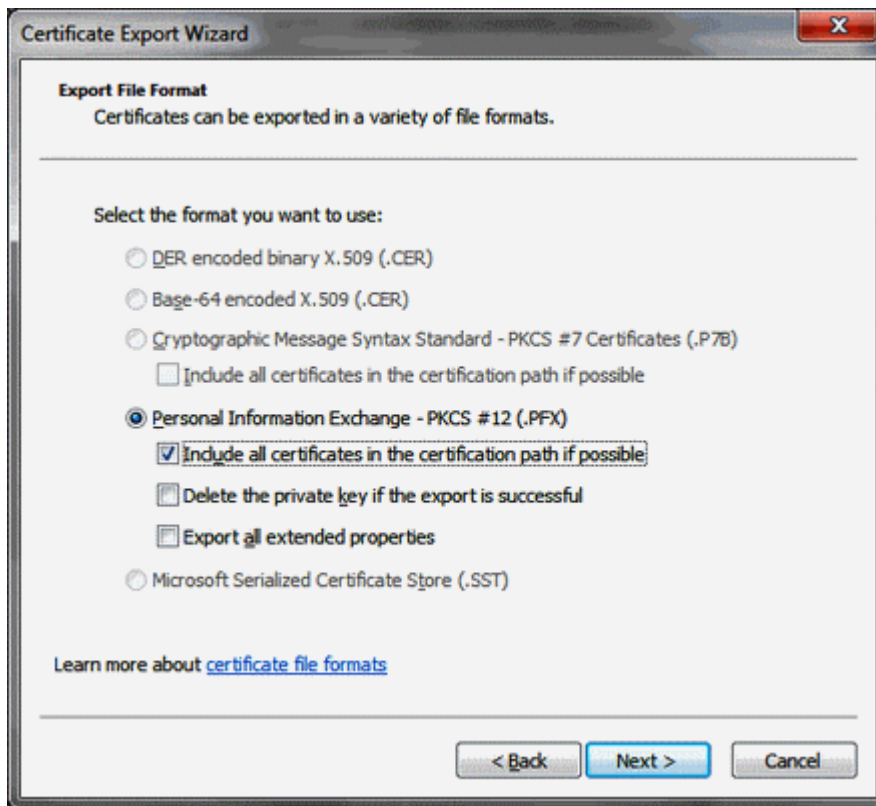 Certificate Export Wizard
Export File Format
Certificates can be exported in a variety of file formats.
Select the format you want to use:
DER encoded binary X.509 (.CER)
Base-64 encoded X.509 (.CER)
Cryptographic Message Syntax Standard - PKCS #7 Certificates (.P7B)
Include all certificates in the certification path if possible
Personal Information Exchange - PKCS #12 (.PFX)
Include all certificates in the certification path if possible
Delete the private key if the export is successful
Export all extended properties
Microsoft Serialized Certificate Store (.SST)
Learn more about certificate file formats
< Back Next > Cancel